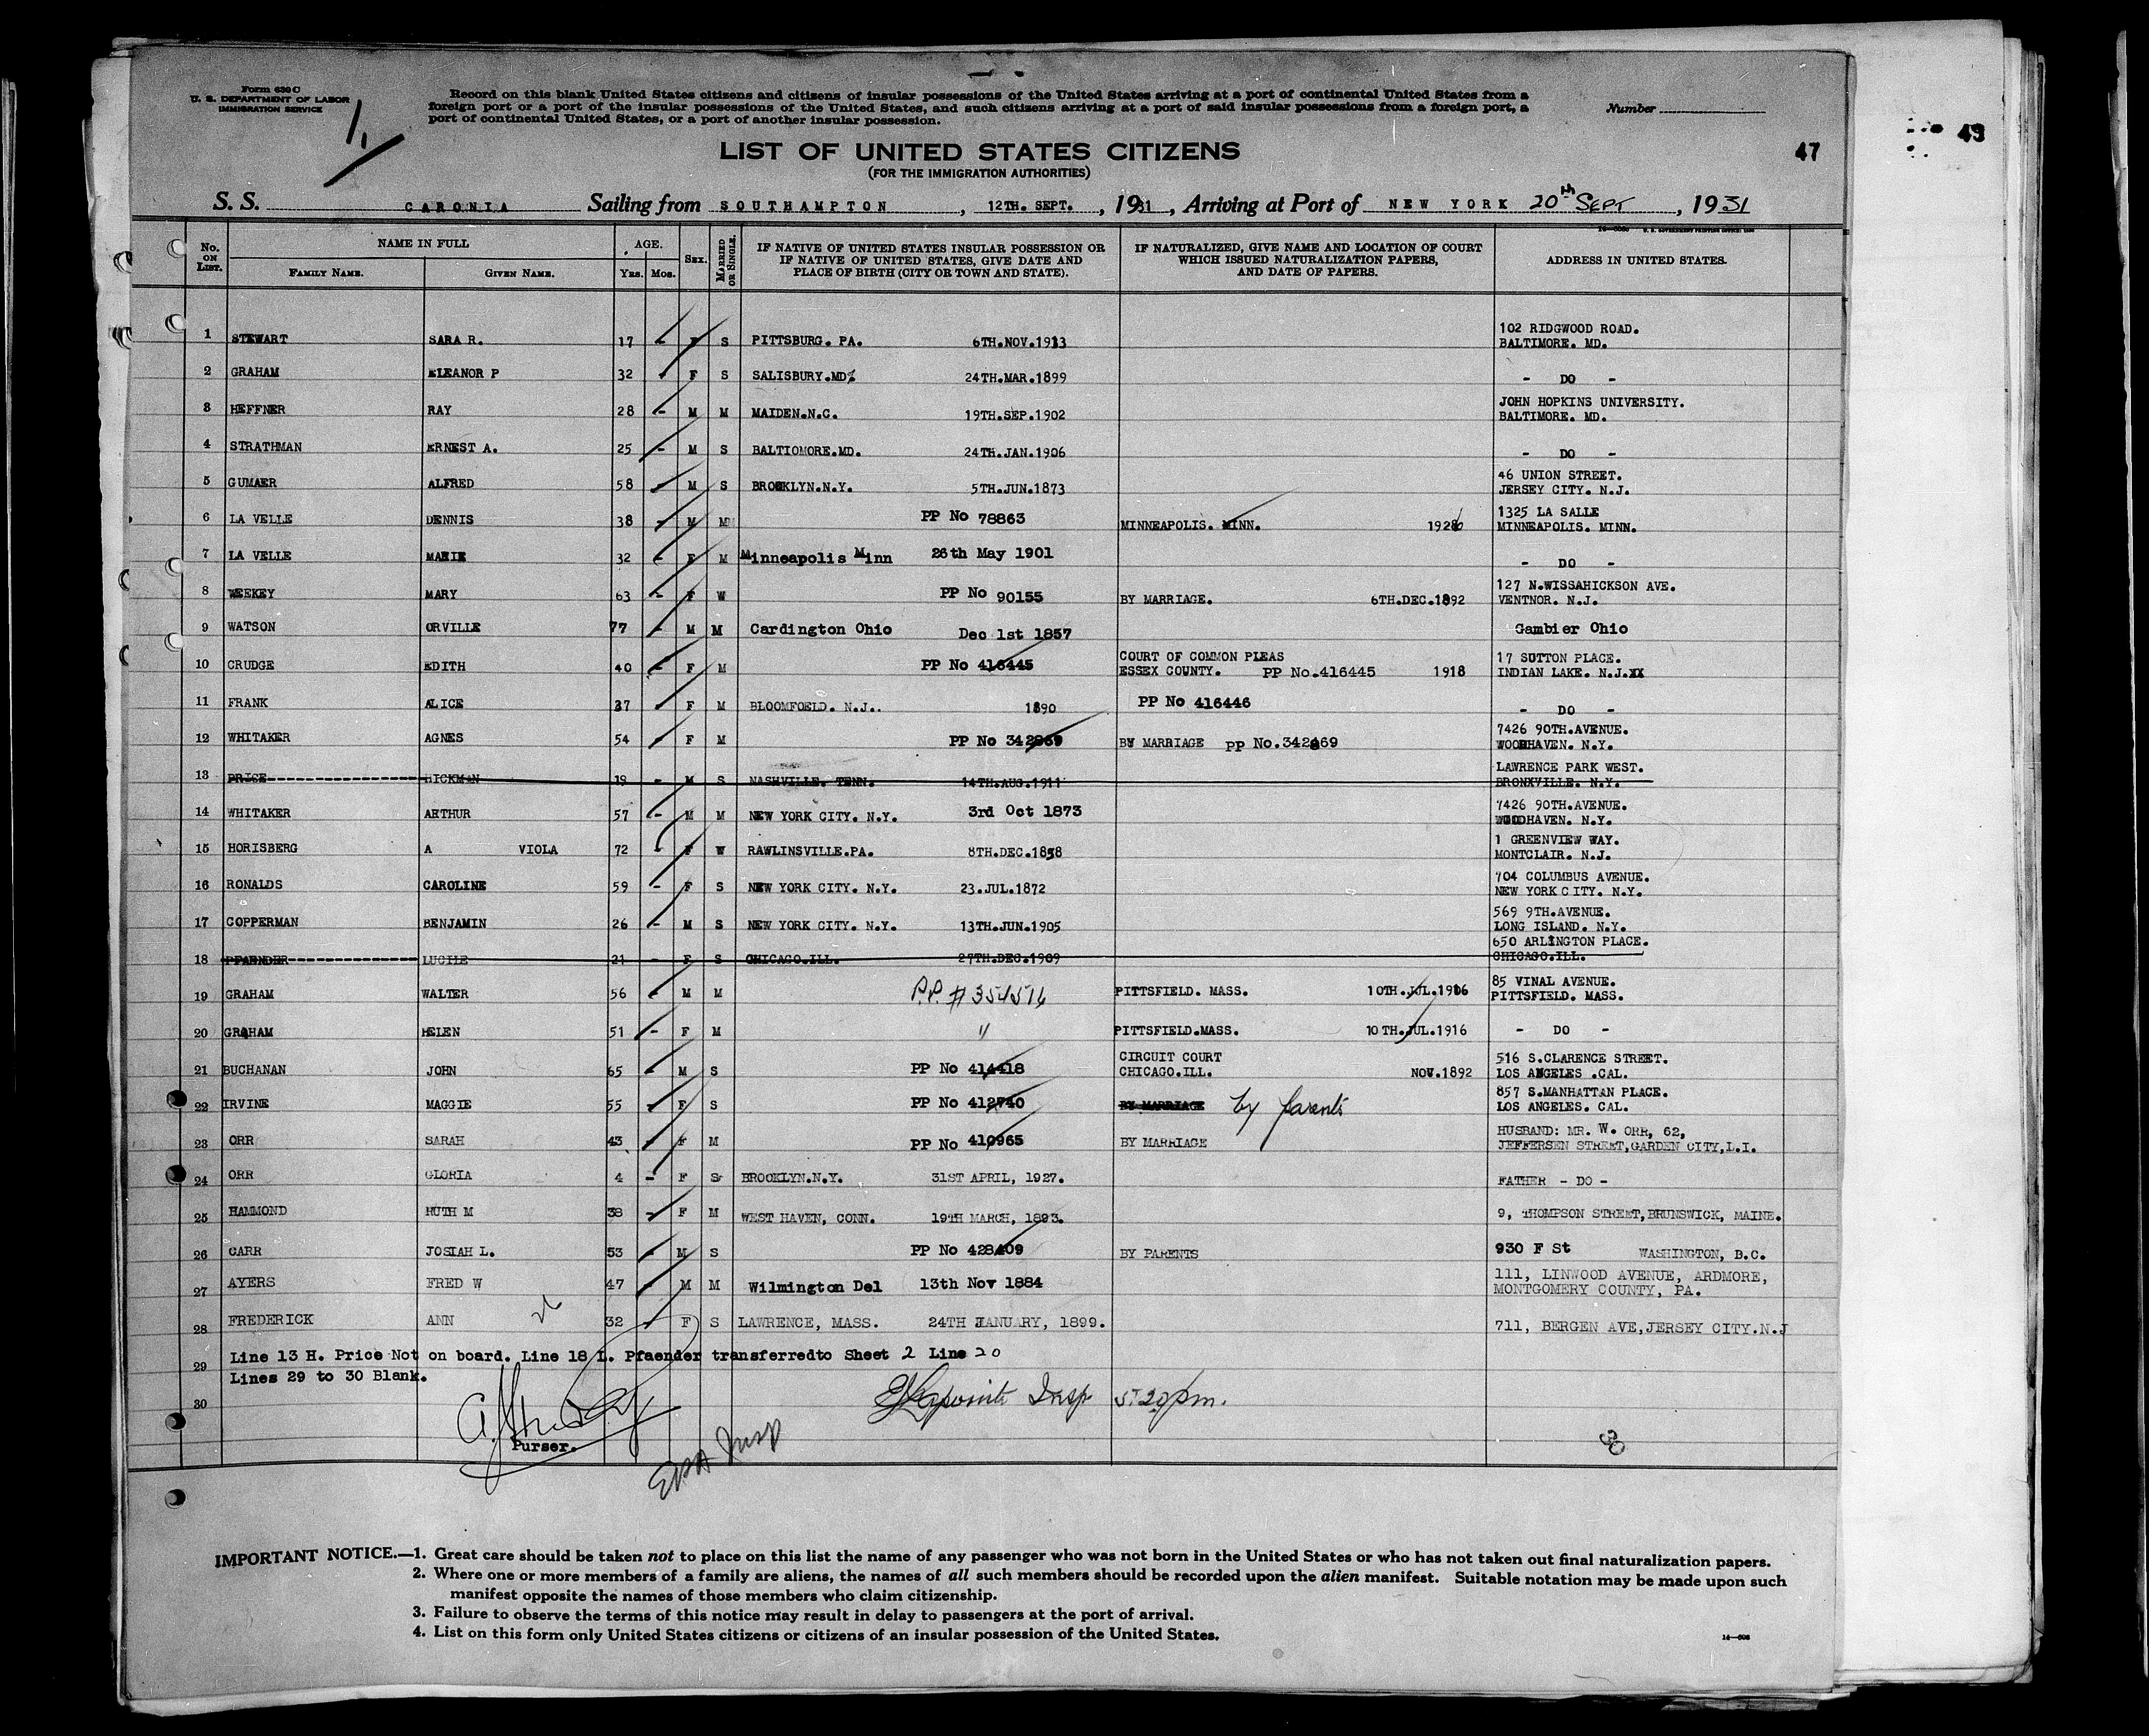 Form 630 C
U. S. DEPARTMENT OF LABOR
IMMIGRATION SERVICE
Record on this blank United States citizens and citizens of insular possessions of the United States arriving at a port of continental United States from a
foreign port or a port of the insular possessions of the United States, and such citizens arriving at a port of said insular possessions from a foreign port, a
port of continental United States, or a port of another insular possession.
Number
LIST OF UNITED STATES CITIZENS
(FOR THE IMMIGRATION AUTHORITIES)
47
43
S. S. CARONIA Sailing from SOUTHAMPTON, 12TH. SEPT., 1931, Arriving at Port of NEW YORK 20th SEPT, 1931
No. ON LIST. NAME IN FULL FAMILY NAME. GIVEN NAME. AGE. YRS. MOS. SEX. MARRIED OR SINGLE. IF NATIVE OF UNITED STATES INSULAR POSSESSION OR IF NATIVE OF UNITED STATES, GIVE DATE AND PLACE OF BIRTH (CITY OR TOWN AND STATE). IF NATURALIZED, GIVE NAME AND LOCATION OF COURT WHICH ISSUED NATURALIZATION PAPERS, AND DATE OF PAPERS. ADDRESS IN UNITED STATES.
1 STEWART SARA R. 17 - F S PITTSBURG. PA. 6TH.NOV.1913 102 RIDGWOOD ROAD. BALTIMORE. MD.
2 GRAHAM ELEANOR P 32 - F S SALISBURY.MD. 24TH.MAR.1899 - DO -
3 HEFFNER RAY 28 - M M MAIDEN.N.C. 19TH.SEP.1902 JOHN HOPKINS UNIVERSITY. BALTIMORE. MD.
4 STRATHMAN ERNEST A. 25 - M S BALTIOMORE.MD. 24TH.JAN.1906 - DO -
5 GUMAER ALFRED 58 - M S BROOKLYN.N.Y. 5TH.JUN.1873 46 UNION STREET. JERSEY CITY. N.J.
6 LA VELLE DENNIS 38 - M M PP No 78863 MINNEAPOLIS. MINN. 1928 1325 LA SALLE MINNEAPOLIS. MINN.
7 LA VELLE MARIE 32 - F M Minneapolis Minn 26th May 1901 - DO -
8 WEEKEY MARY 63 - F W PP No 90155 BY MARRIAGE. 6TH.DEC.1892 127 N.WISSAHICKSON AVE. VENTNOR. N.J.
9 WATSON ORVILLE 77 - M M Cardington Ohio Dec 1st 1857 Gambier Ohio
10 CRUDGE EDITH 40 - F M PP No 416445 COURT OF COMMON PLEAS ESSEX COUNTY. PP No.416445 1918 17 SUTTON PLACE. INDIAN LAKE. N.J.XX
11 FRANK ALICE 37 - F M BLOOMFOELD. N.J.. 1890 PP No 416446 - DO -
12 WHITAKER AGNES 54 - F M PP No 342869 BY MARRIAGE PP No.342869 7426 90TH.AVENUE. WOODHAVEN. N.Y.
13 PRICE HICKMAN 19 - M S NASHVILLE. TENN. 14TH.AUG.1911 LAWRENCE PARK WEST. BRONXVILLE. N.Y.
14 WHITAKER ARTHUR 57 - M M NEW YORK CITY. N.Y. 3rd Oct 1873 7426 90TH.AVENUE. WOODHAVEN. N.Y.
15 HORISBERG A VIOLA 72 - F W RAWLINSVILLE.PA. 8TH.DEC.1858 1 GREENVIEW WAY. MONTCLAIR. N.J.
16 RONALDS CAROLINE 59 - F S NEW YORK CITY. N.Y. 23.JUL.1872 704 COLUMBUS AVENUE. NEW YORK CITY. N.Y.
17 COPPERMAN BENJAMIN 26 - M S NEW YORK CITY. N.Y. 13TH.JUN.1905 569 9TH.AVENUE. LONG ISLAND. N.Y.
18 PFAENDER LUCILE 21 - F S CHICAGO.ILL. 27TH.DEC.1909 650 ARLINGTON PLACE. CHICAGO.ILL.
19 GRAHAM WALTER 56 - M M P.P. # 354516 PITTSFIELD. MASS. 10TH.JUL.1916 85 VINAL AVENUE. PITTSFIELD. MASS.
20 GRAHAM HELEN 51 - F M " PITTSFIELD.MASS. 10TH.JUL.1916 - DO -
21 BUCHANAN JOHN 65 - M S PP No 414418 CIRCUIT COURT CHICAGO.ILL. NOV.1892 516 S.CLARENCE STREET. LOS ANGELES .CAL.
22 IRVINE MAGGIE 55 - F S PP No 412740 BY MARRIAGE by parents 857 S.MANHATTAN PLACE. LOS ANGELES. CAL.
23 ORR SARAH 43 - F M PP No 410965 BY MARRIAGE HUSBAND: MR. W. ORR, 62, JEFFERSEN STREET,GARDEN CITY,L.I.
24 ORR GLORIA 4 - F S BROOKLYN.N.Y. 31ST APRIL, 1927. FATHER - DO -
25 HAMMOND RUTH M 38 - F M WEST HAVEN, CONN. 19TH MARCH, 1893. 9, THOMPSON STREET,BRUNSWICK, MAINE.
26 CARR JOSIAH L. 53 - M S PP No 428409 BY PARENTS 930 F St WASHINGTON, B.C.
27 AYERS FRED W 47 - M M Wilmington Del 13th Nov 1884 111, LINWOOD AVENUE, ARDMORE, MONTGOMERY COUNTY, PA.
28 FREDERICK ANN 32 - F S LAWRENCE, MASS. 24TH JANUARY, 1899. 711, BERGEN AVE,JERSEY CITY.N.J
29 Line 13 H. Price Not on board. Line 18 L. Pfaender transferredto Sheet 2 Line 20
Lines 29 to 30 Blank.
30
Insp 5:20 pm.
Purser.
Insp
30
IMPORTANT NOTICE.—1. Great care should be taken not to place on this list the name of any passenger who was not born in the United States or who has not taken out final naturalization papers.
2. Where one or more members of a family are aliens, the names of all such members should be recorded upon the alien manifest. Suitable notation may be made upon such
manifest opposite the names of those members who claim citizenship.
3. Failure to observe the terms of this notice may result in delay to passengers at the port of arrival.
4. List on this form only United States citizens or citizens of an insular possession of the United States.